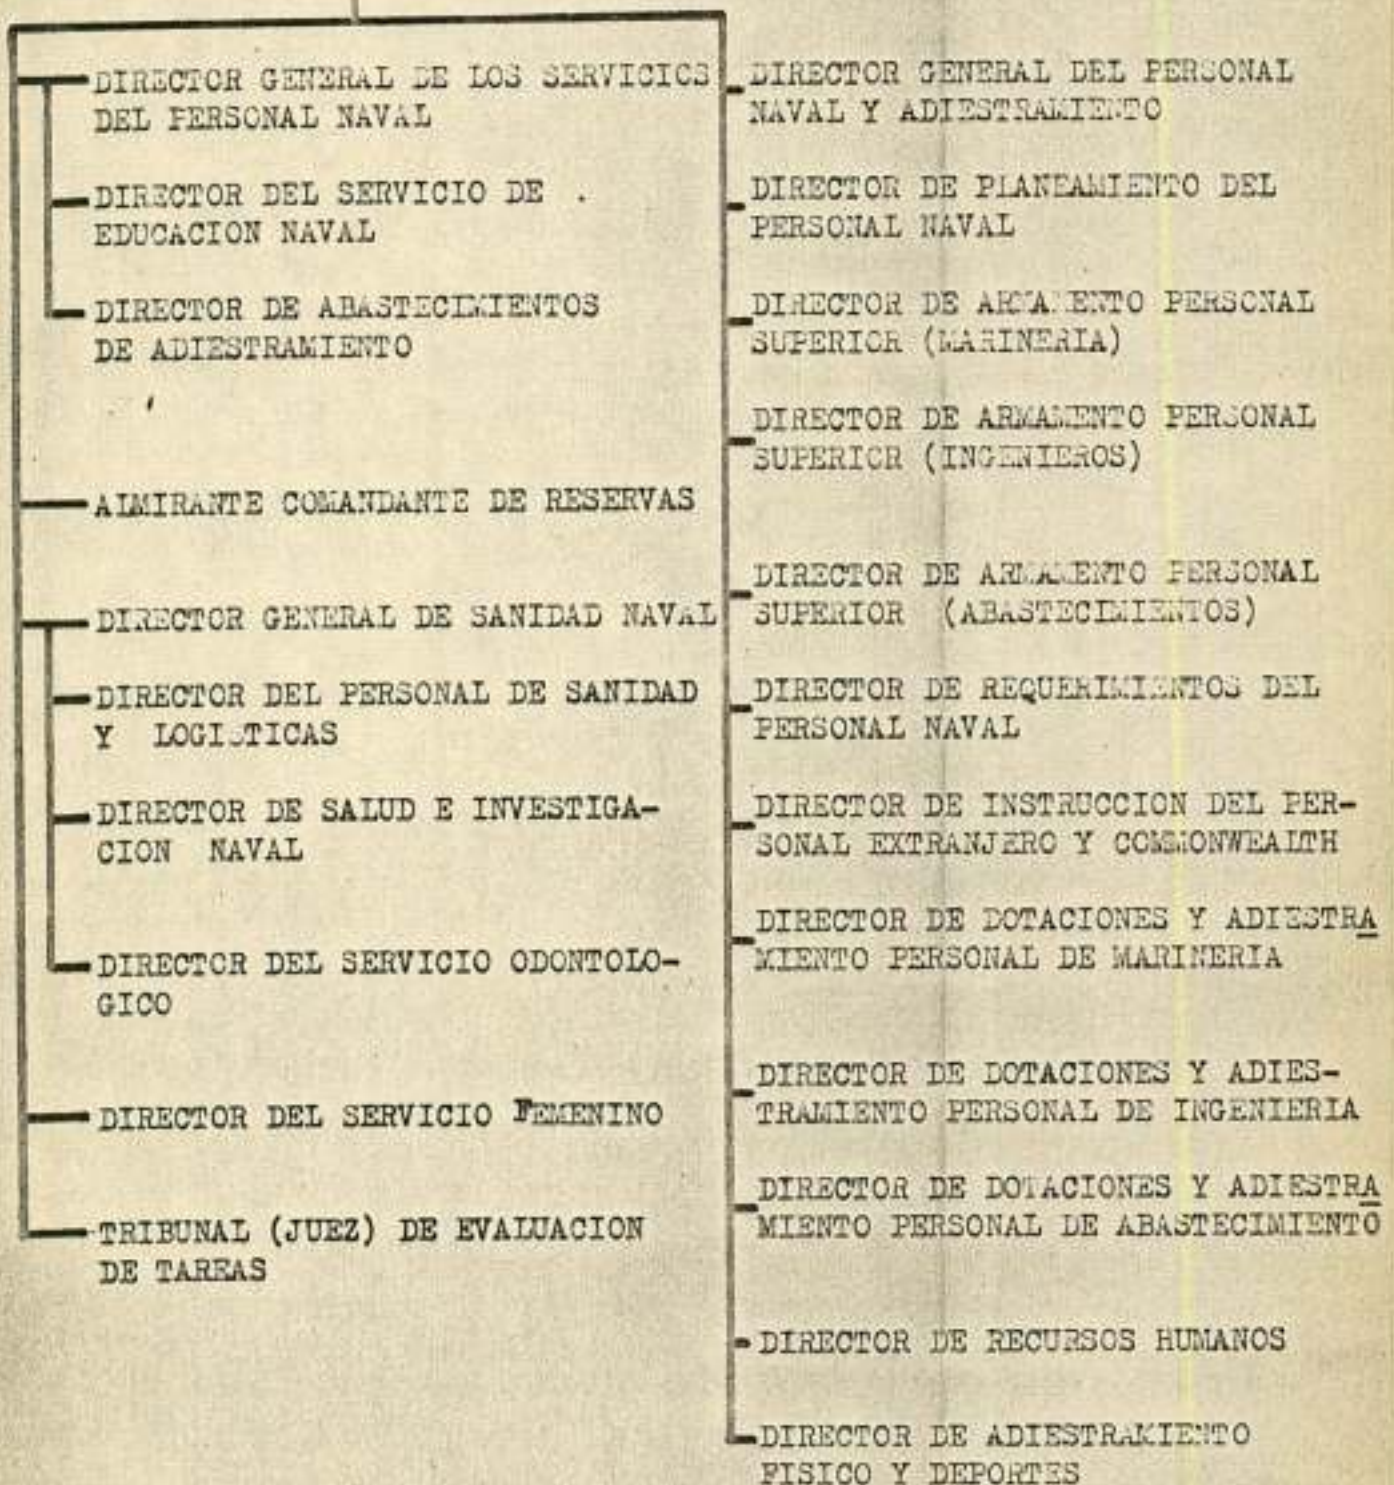 DIRECTOR GENERAL DE LOS SERVICIOS
DEL PERSONAL NAVAL
DIRECTOR DEL SERVICIO DE .
EDUCACION NAVAL
DIRECTOR DE ABASTECIMIENTOS
DE ADIESTRAMIENTO
ALMIRANTE COMANDANTE DE RESERVAS
DIRECTOR GENERAL DE SANIDAD NAVAL
DIRECTOR DEL PERSONAL DE SANIDAD
Y LOGISTICAS
DIRECTOR DE SALUD E INVESTIGA-
CION NAVAL
DIRECTOR DEL SERVICIO ODONTOLO-
GICO
DIRECTOR DEL SERVICIO FEMENINO
TRIBUNAL (JUEZ) DE EVALUACION
DE TAREAS
DIRECTOR GENERAL DEL PERSONAL
NAVAL Y ADIESTRAMIENTO
DIRECTOR DE PLANEAMIENTO DEL
PERSONAL NAVAL
DIRECTOR DE ARMAMENTO PERSONAL
SUPERIOR (MARINERIA)
DIRECTOR DE ARMAMENTO PERSONAL
SUPERIOR (INGENIEROS)
DIRECTOR DE ARMAMENTO PERSONAL
SUPERIOR (ABASTECIMIENTOS)
DIRECTOR DE REQUERIMIENTOS DEL
PERSONAL NAVAL
DIRECTOR DE INSTRUCCION DEL PER-
SONAL EXTRANJERO Y COMMONWEALTH
DIRECTOR DE DOTACIONES Y ADIESTRA
MIENTO PERSONAL DE MARINERIA
DIRECTOR DE DOTACIONES Y ADIES-
TRAMIENTO PERSONAL DE INGENIERIA
DIRECTOR DE DOTACIONES Y ADIESTRA
MIENTO PERSONAL DE ABASTECIMIENTO
DIRECTOR DE RECURSOS HUMANOS
DIRECTOR DE ADIESTRAMIENTO
FISICO Y DEPORTES